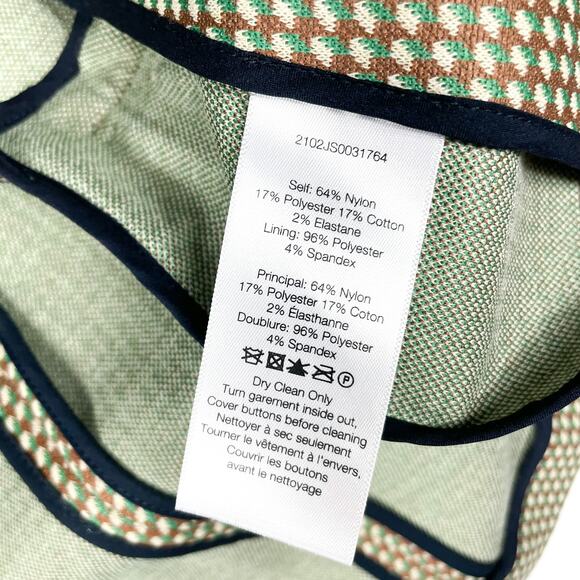 2102JS0031764
Self: 64% Nylon
17% Polyester 17% Cotton
2% Elastane
Lining: 96% Polyester
4% Spandex
Principal: 64% Nylon
17% Polyester 17% Coton
2% Élasthanne
Doublure: 96% Polyester
4% Spandex
P
Dry Clean Only
Turn garement inside out,
Cover buttons before cleaning
Nettoyer à sec seulement
Tourner le vêtement à l'envers,
Couvrir les boutons
avant le nettoyage